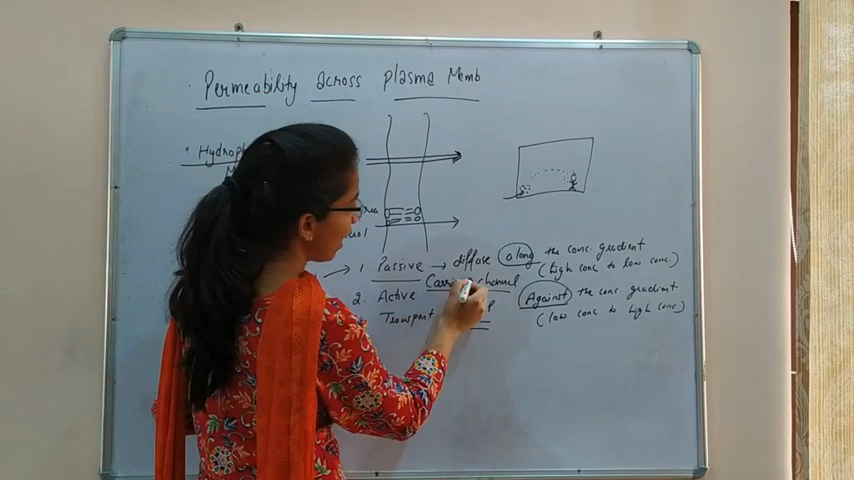 Permeability across plasma Memb
1. Passive → diffuse along the conc. gradient
(high conc to low conc.)
channel
2. Active Against the conc. gradient
Transport
(low conc to high conc)